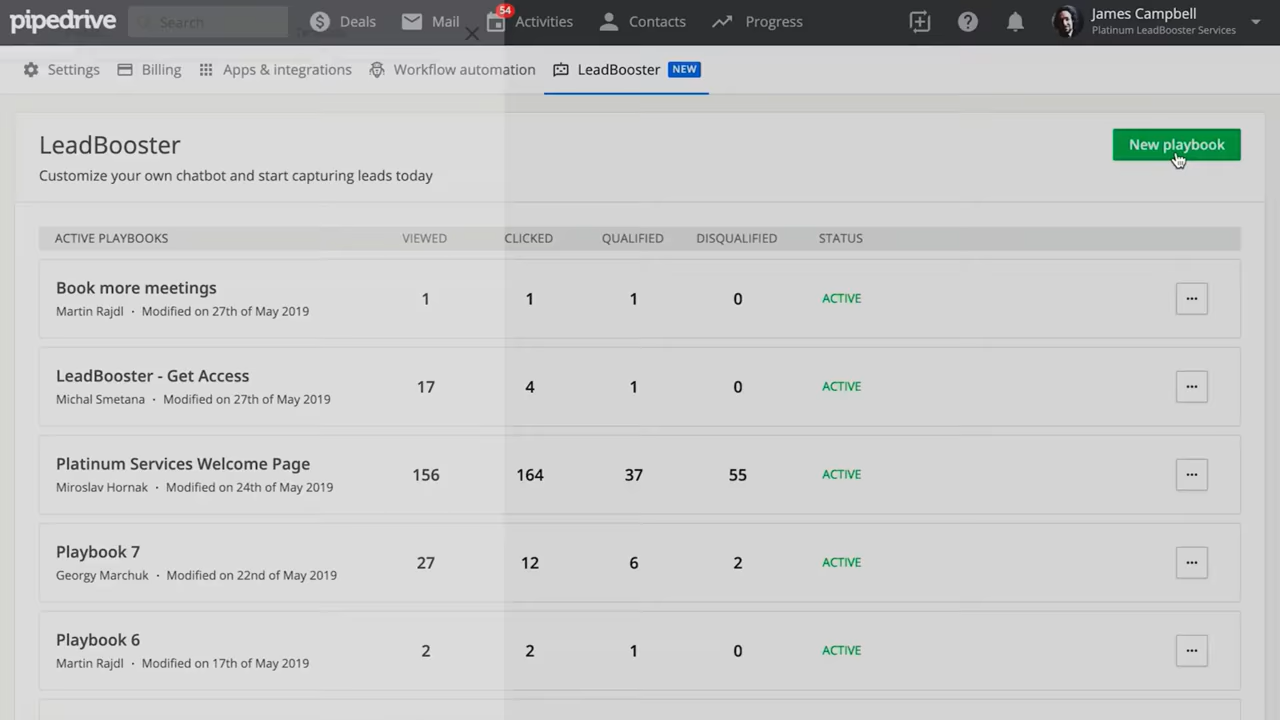 pipedrive Search Deals Mail 54 Activities Contacts Progress James Campbell
Platinum LeadBooster Services
Settings Billing Apps & integrations Workflow automation LeadBooster NEW
LeadBooster
New playbook
Customize your own chatbot and start capturing leads today
ACTIVE PLAYBOOKS VIEWED CLICKED QUALIFIED DISQUALIFIED STATUS
Book more meetings
1 1 1 0 ACTIVE
Martin Rajdl · Modified on 27th of May 2019
LeadBooster - Get Access
17 4 1 0 ACTIVE
Michal Smetana · Modified on 27th of May 2019
Platinum Services Welcome Page
156 164 37 55 ACTIVE
Miroslav Hornak · Modified on 24th of May 2019
Playbook 7
27 12 6 2 ACTIVE
Georgy Marchuk · Modified on 22nd of May 2019
Playbook 6
2 2 1 0 ACTIVE
Martin Rajdl · Modified on 17th of May 2019